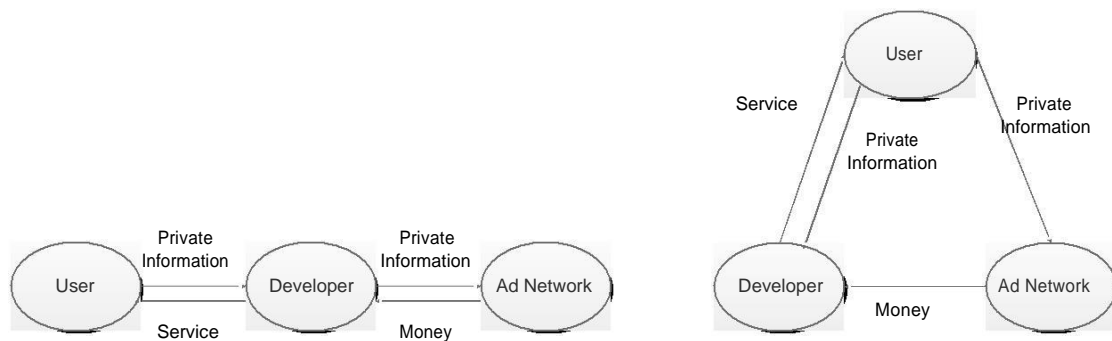 Private
Information
Private
Information
User
Developer
Ad Network
Service
Money
User
Service
Private
Information
Private
Information
Developer
Ad Network
Money